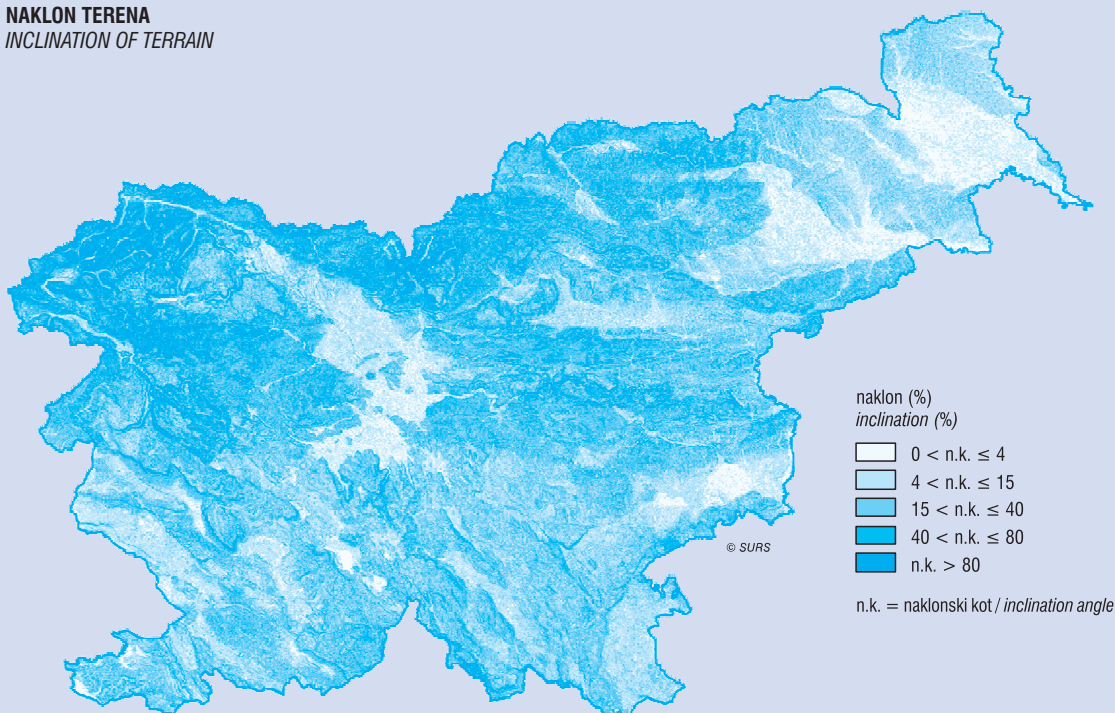 NAKLON TERENA
INCLINATION OF TERRAIN
naklon (%)
inclination (%)
0 < n.k. ≤ 4
4 < n.k. ≤ 15
15 < n.k. ≤ 40
40 < n.k. ≤ 80
n.k. > 80
© SURS
n.k. = naklonski kot / inclination angle